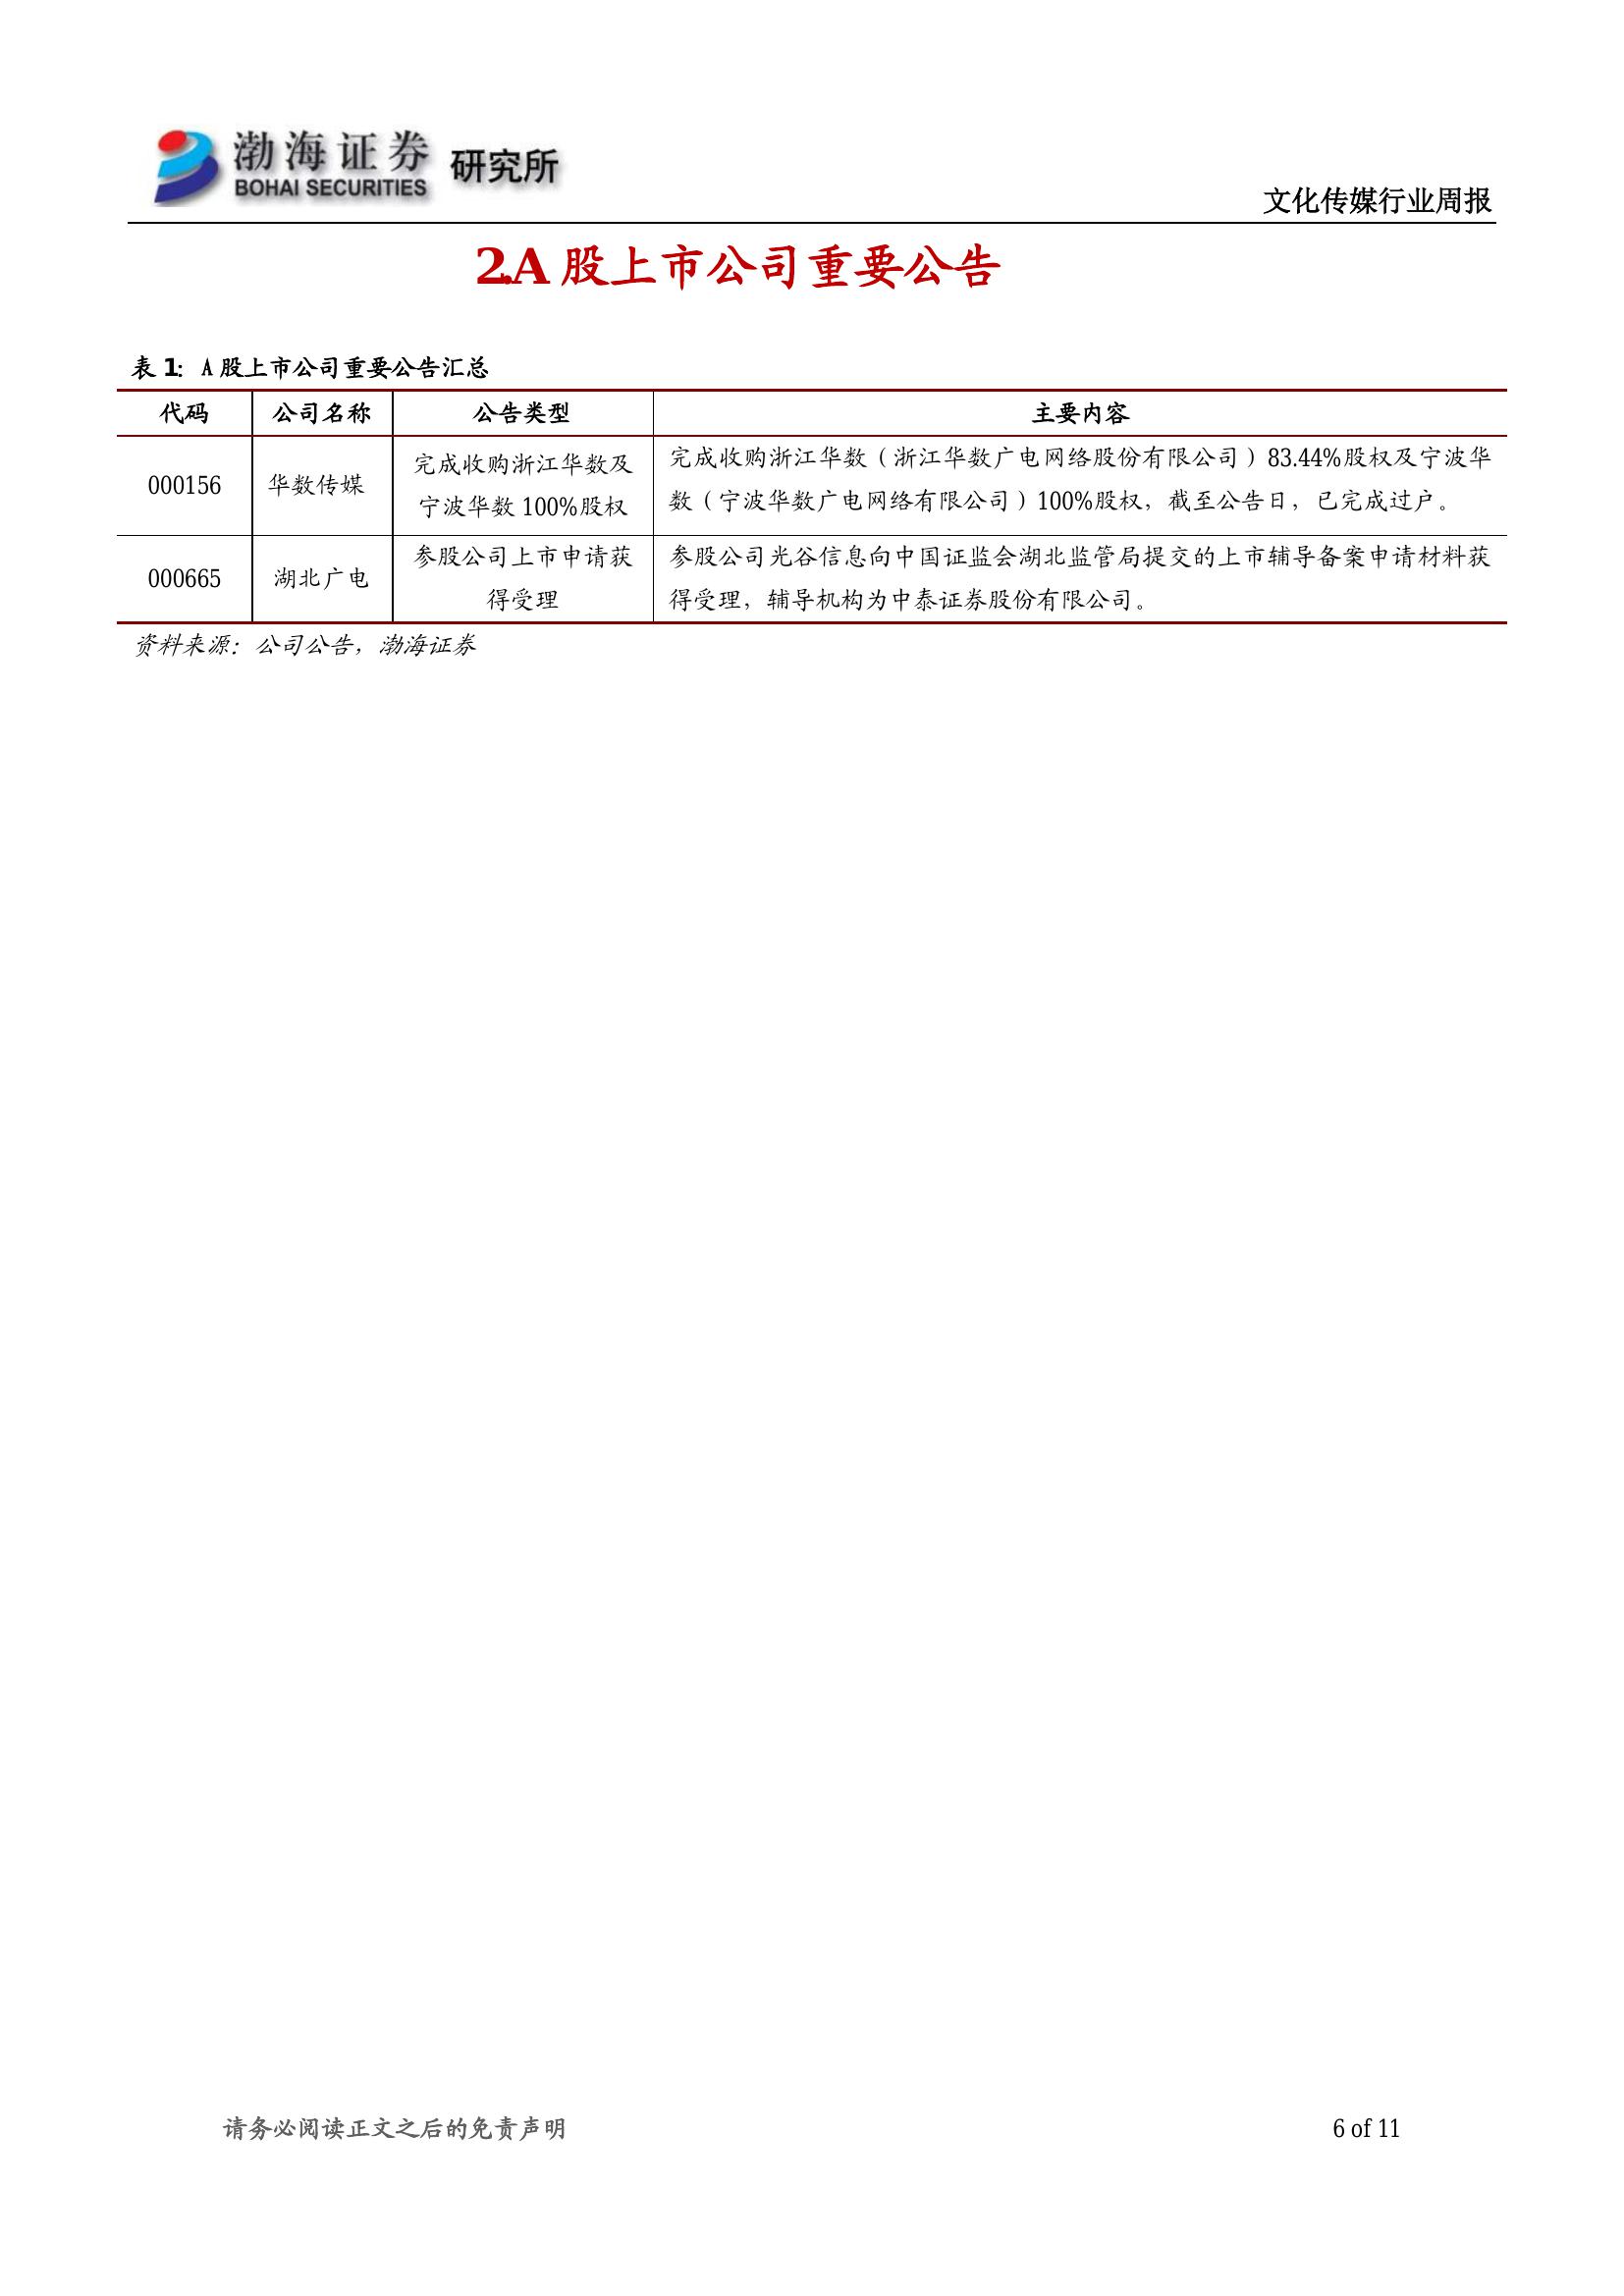 渤海证券 研究所
BOHAI SECURITIES
文化传媒行业周报
2.A 股上市公司重要公告
表 1：A 股上市公司重要公告汇总
代码 公司名称 公告类型 主要内容
000156 华数传媒 完成收购浙江华数及
宁波华数 100%股权
完成收购浙江华数（浙江华数广电网络股份有限公司）83.44%股权及宁波华
数（宁波华数广电网络有限公司）100%股权，截至公告日，已完成过户。
000665 湖北广电 参股公司上市申请获
得受理
参股公司光谷信息向中国证监会湖北监管局提交的上市辅导备案申请材料获
得受理，辅导机构为中泰证券股份有限公司。
资料来源：公司公告，渤海证券
请务必阅读正文之后的免责声明 6 of 11